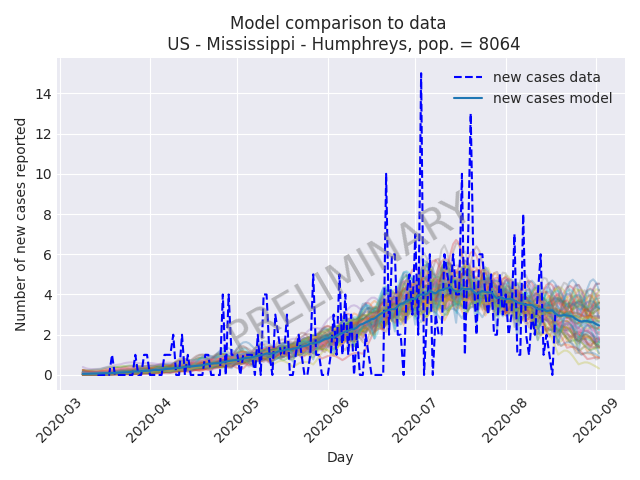 Model comparison to data
US - Mississippi - Humphreys, pop. = 8064
Number of new cases reported
14
12
10
8
6
4
2
0
new cases data
new cases model
PRELIMINARY
2020-03
2020-04
2020-05
2020-06
2020-07
2020-08
2020-09
Day